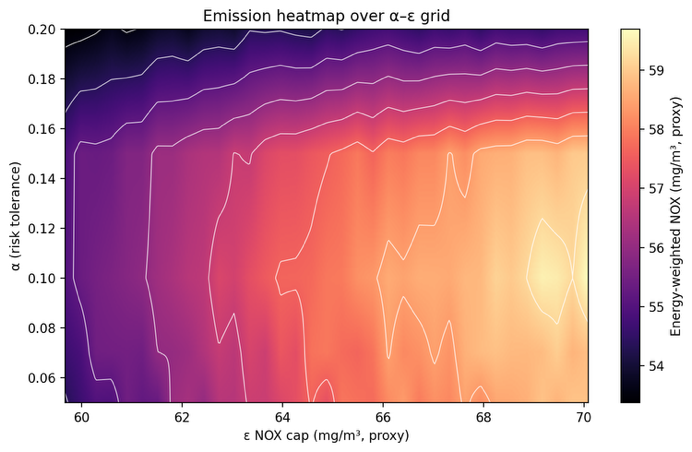 Emission heatmap over α–ε grid
0.20
0.18
0.16
0.14
0.12
0.10
0.08
0.06
α (risk tolerance)
60 62 64 66 68 70
ε NOX cap (mg/m³, proxy)
59
58
57
56
55
54
Energy-weighted NOX (mg/m³, proxy)